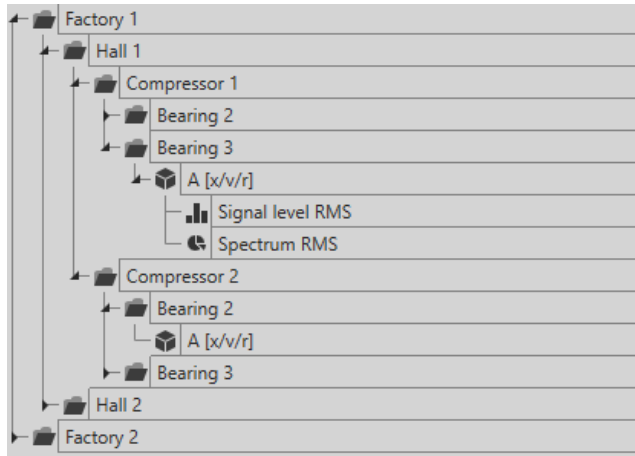 Factory 1
Hall 1
Compressor 1
Bearing 2
Bearing 3
A [x/v/r]
Signal level RMS
Spectrum RMS
Compressor 2
Bearing 2
A [x/v/r]
Bearing 3
Hall 2
Factory 2